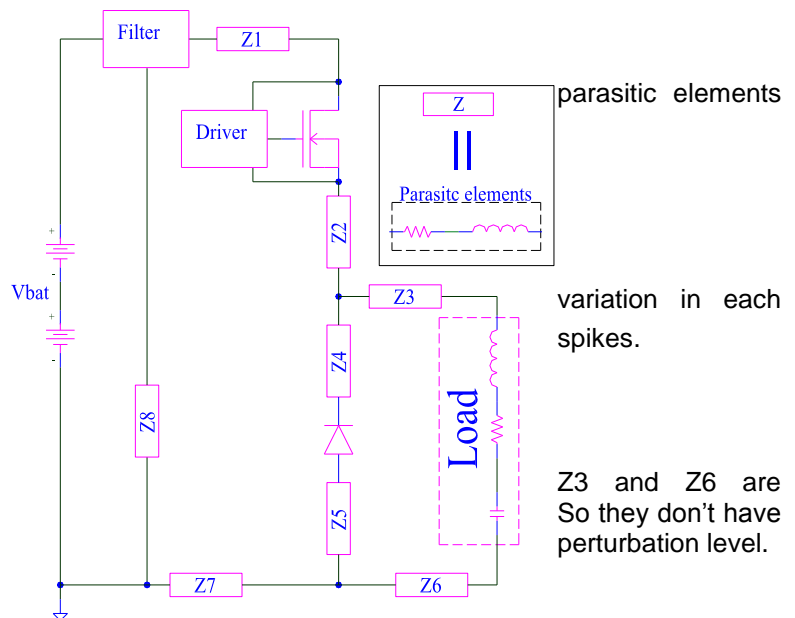 Filter
Z1
parasitic elements
Z
Driver
Parasitc elements
Z2
+
-
Vbat
+
-
Z3
variation in each
spikes.
Z4
Load
Z8
Z5
Z3 and Z6 are
So they don’t have
perturbation level.
Z7
Z6